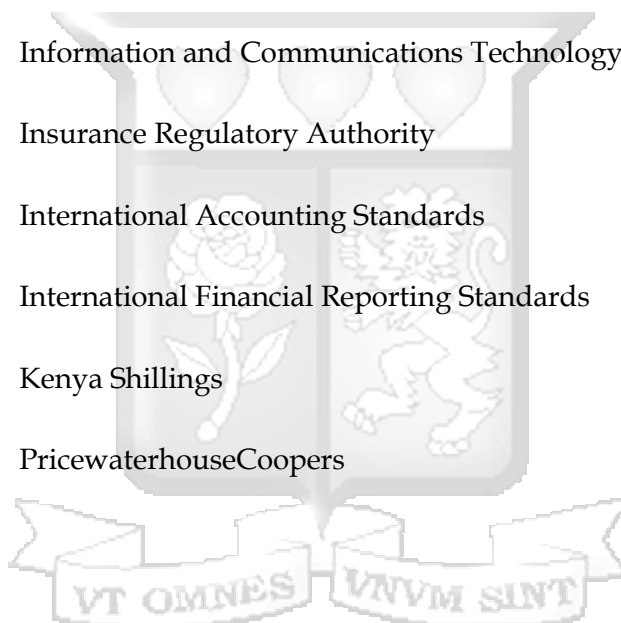 Information and Communications Technology
Insurance Regulatory Authority
International Accounting Standards
International Financial Reporting Standards
Kenya Shillings
PricewaterhouseCoopers
VT OMNES VNVM SINT